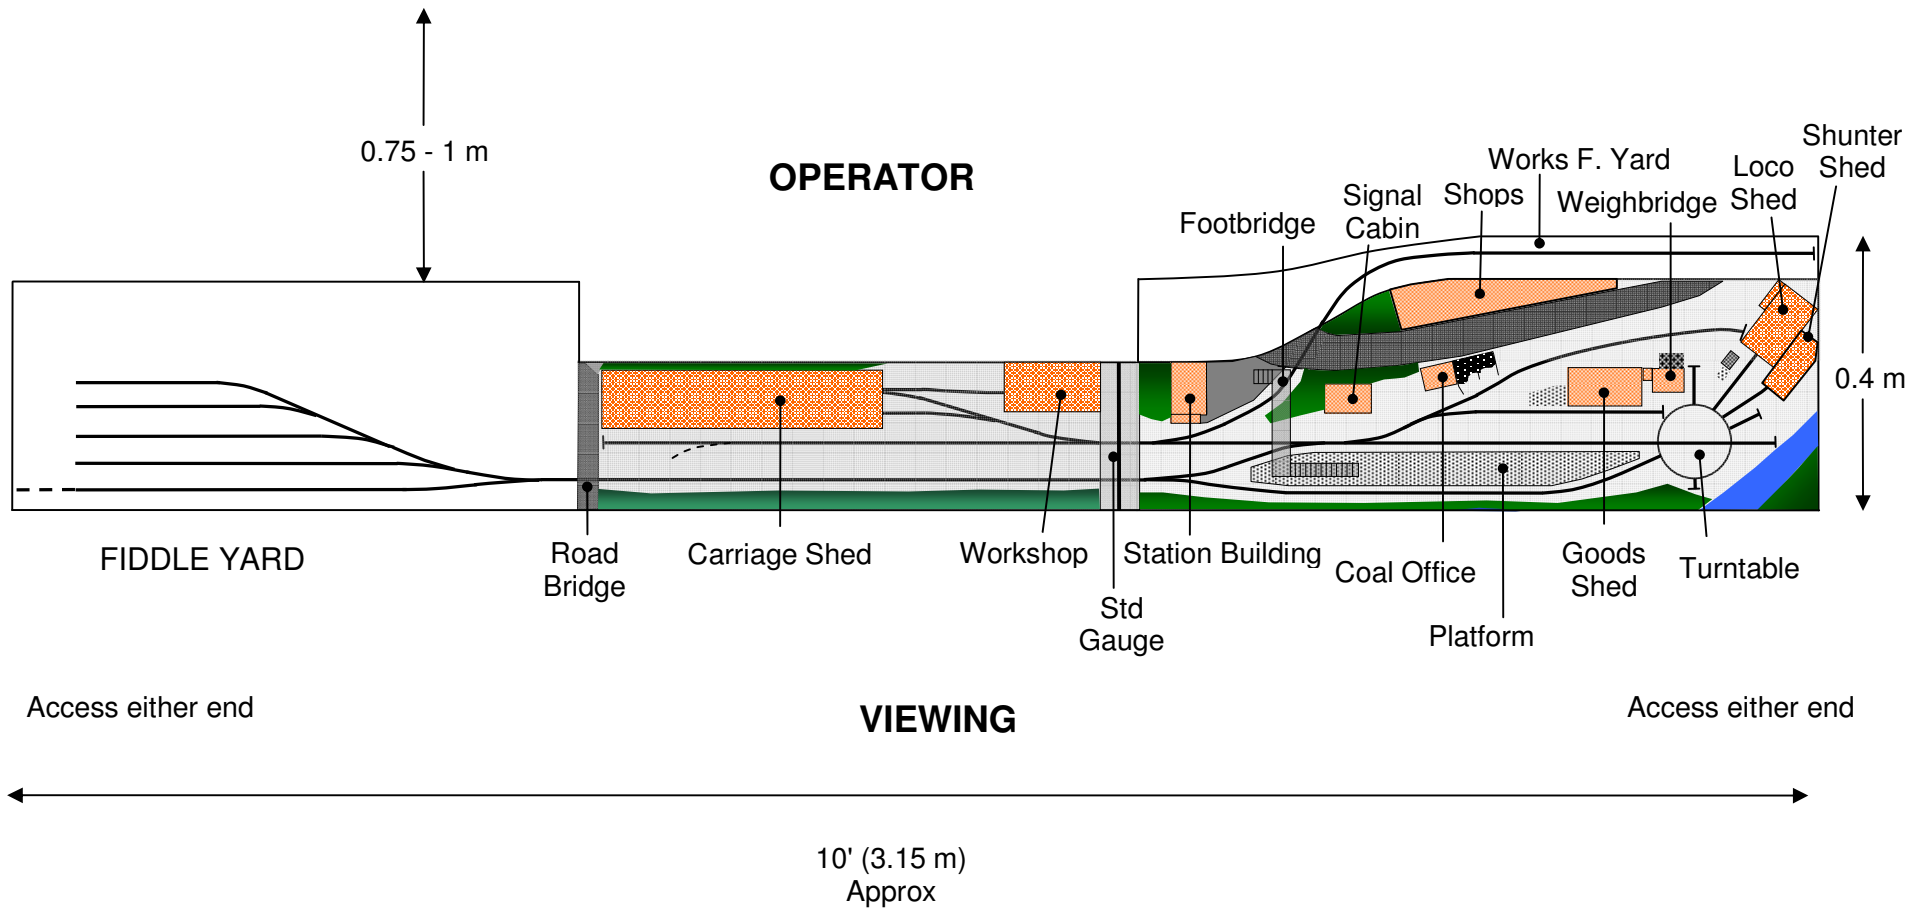 0.75 - 1 m
OPERATOR
Footbridge
Signal
Cabin
Shops
Works F. Yard
Weighbridge
Loco
Shed
Shunter
Shed
0.4 m
FIDDLE YARD
Road
Bridge
Carriage Shed
Workshop
Std
Gauge
Station Building
Coal Office
Platform
Goods
Shed
Turntable
Access either end
VIEWING
Access either end
10' (3.15 m)
Approx